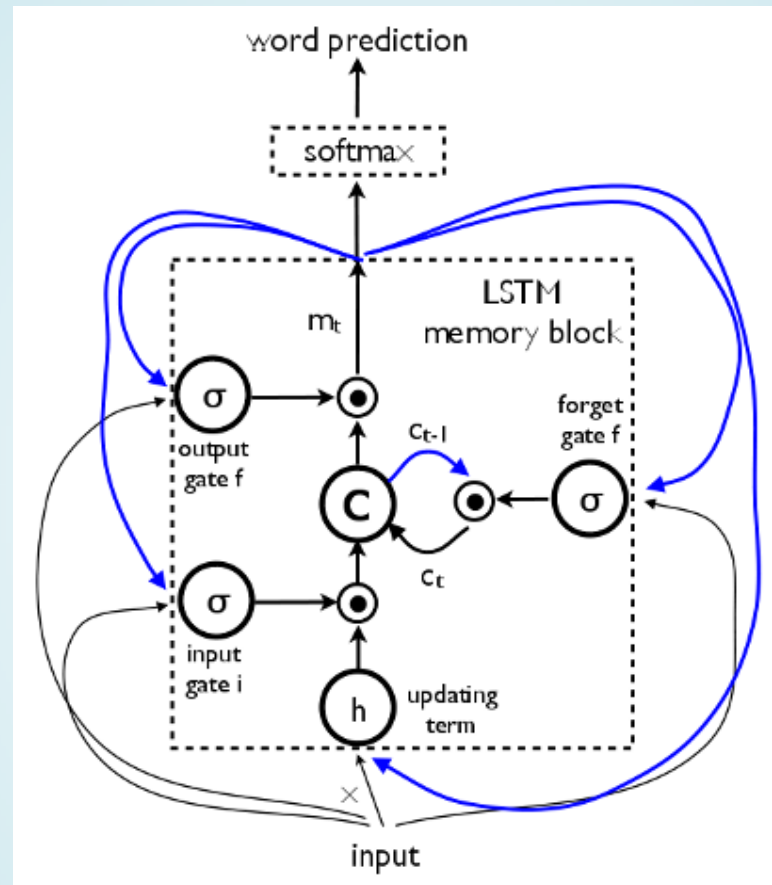 word prediction
softmax
LSTM
memory block
mₜ
σ
output
gate f
forget
gate f
σ
cₜ₋₁
C
cₜ
σ
input
gate i
h
updating
term
x
input